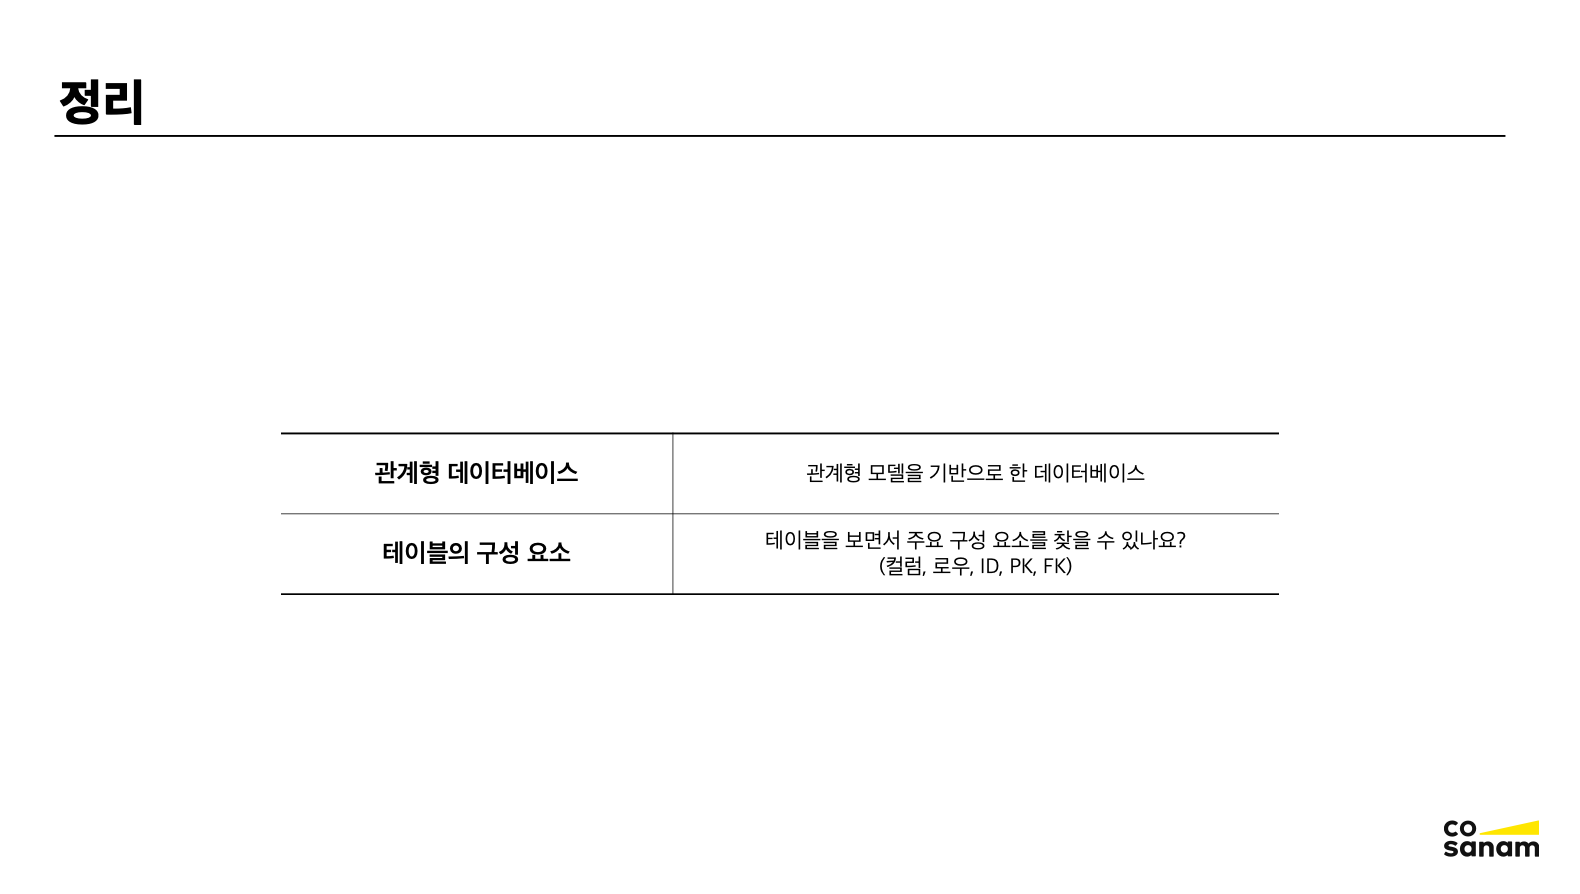 정리
관계형 데이터베이스
관계형 모델을 기반으로 한 데이터베이스
테이블의 구성 요소
테이블을 보면서 주요 구성 요소를 찾을 수 있나요?
(컬럼, 로우, ID, PK, FK)
co
sanam